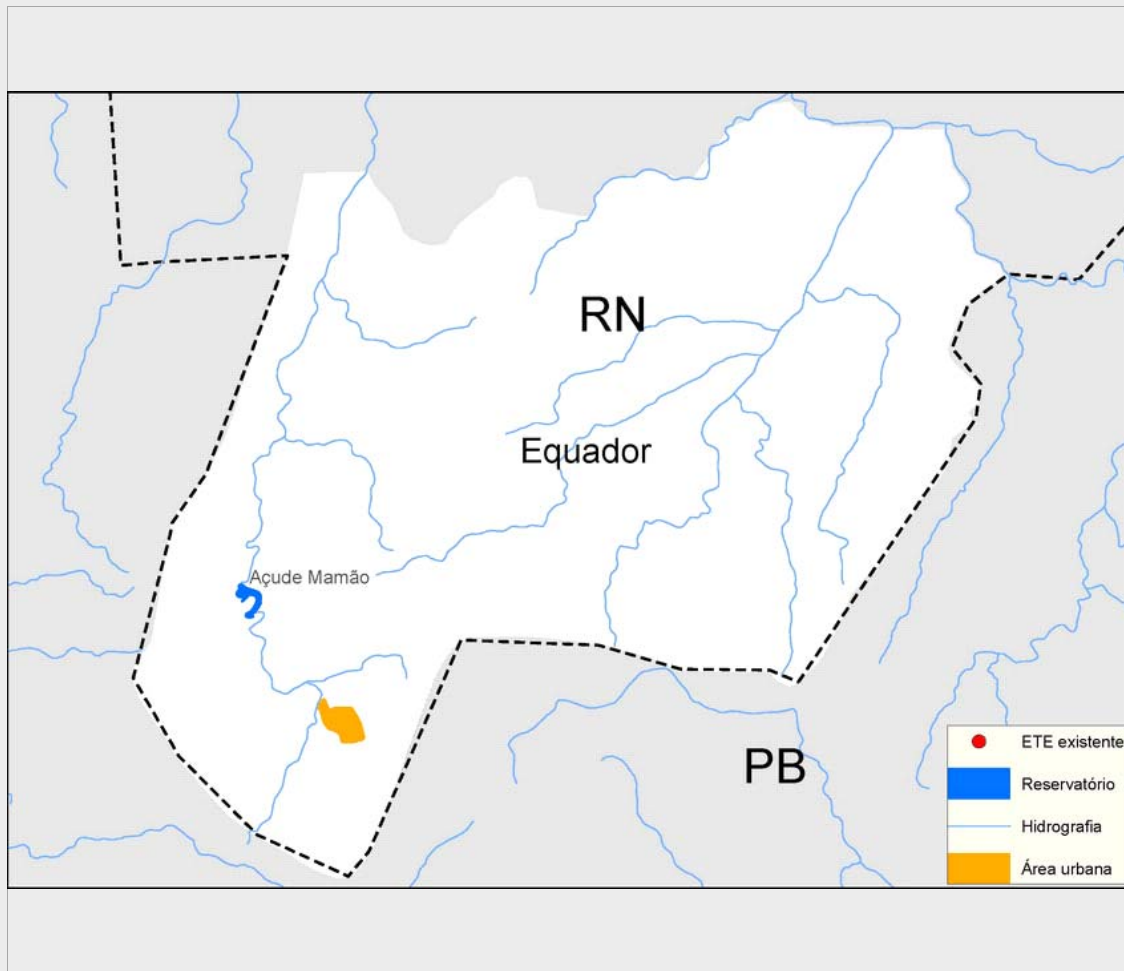 RN
Equador
Açude Mamão
PB
ETE existente
Reservatório
Hidrografia
Área urbana